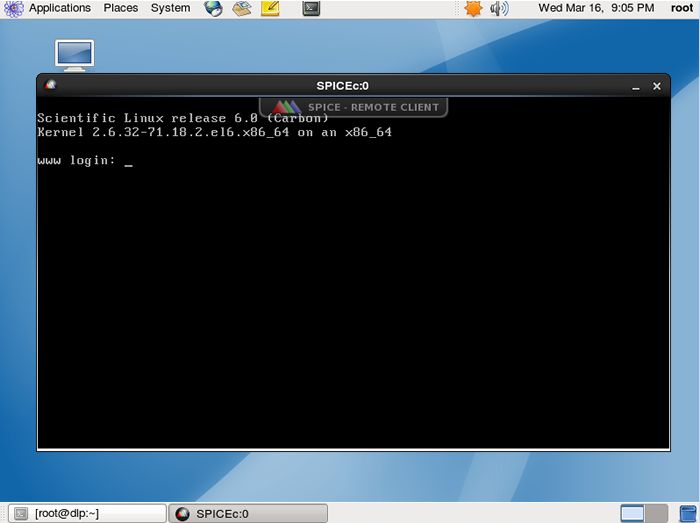 Applications Places System Wed Mar 16, 9:05 PM root
SPICEc:0
SPICE - REMOTE CLIENT
Scientific Linux release 6.0 (Carbon)
Kernel 2.6.32-71.18.2.el6.x86_64 on an x86_64
www login: _
[root@dlp:~] SPICEc:0